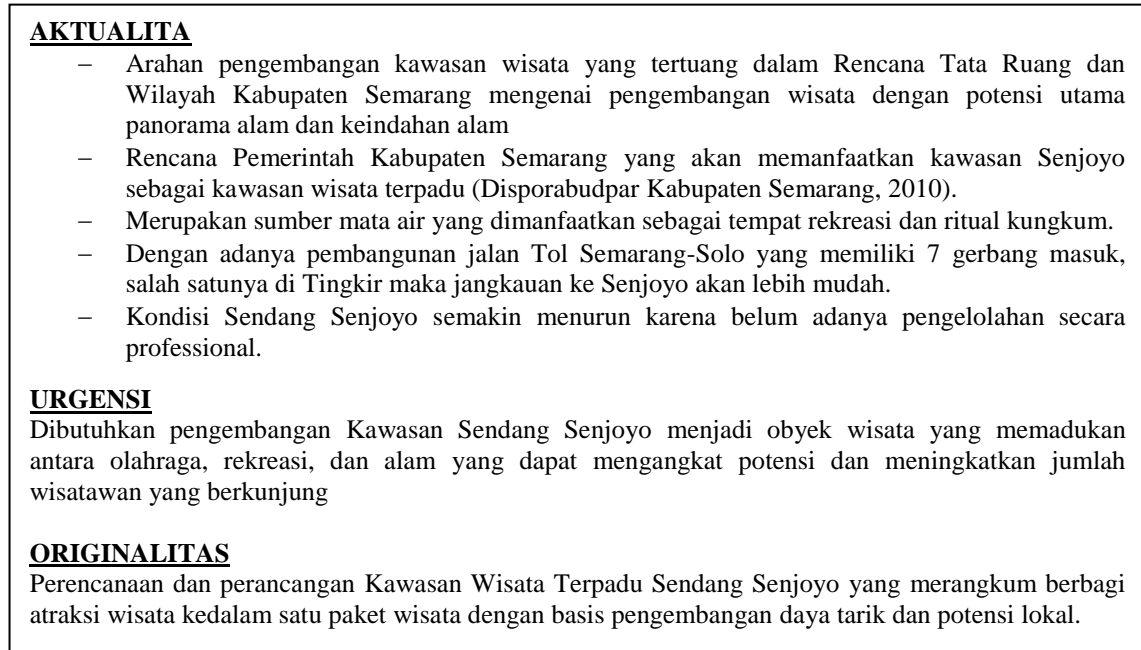 AKTUALITA
– Arahan pengembangan kawasan wisata yang tertuang dalam Rencana Tata Ruang dan
Wilayah Kabupaten Semarang mengenai pengembangan wisata dengan potensi utama
panorama alam dan keindahan alam
– Rencana Pemerintah Kabupaten Semarang yang akan memanfaatkan kawasan Senjoyo
sebagai kawasan wisata terpadu (Disporabudpar Kabupaten Semarang, 2010).
– Merupakan sumber mata air yang dimanfaatkan sebagai tempat rekreasi dan ritual kungkum.
– Dengan adanya pembangunan jalan Tol Semarang-Solo yang memiliki 7 gerbang masuk,
salah satunya di Tingkir maka jangkauan ke Senjoyo akan lebih mudah.
– Kondisi Sendang Senjoyo semakin menurun karena belum adanya pengelolahan secara
professional.
URGENSI
Dibutuhkan pengembangan Kawasan Sendang Senjoyo menjadi obyek wisata yang memadukan
antara olahraga, rekreasi, dan alam yang dapat mengangkat potensi dan meningkatkan jumlah
wisatawan yang berkunjung
ORIGINALITAS
Perencanaan dan perancangan Kawasan Wisata Terpadu Sendang Senjoyo yang merangkum berbagi
atraksi wisata kedalam satu paket wisata dengan basis pengembangan daya tarik dan potensi lokal.